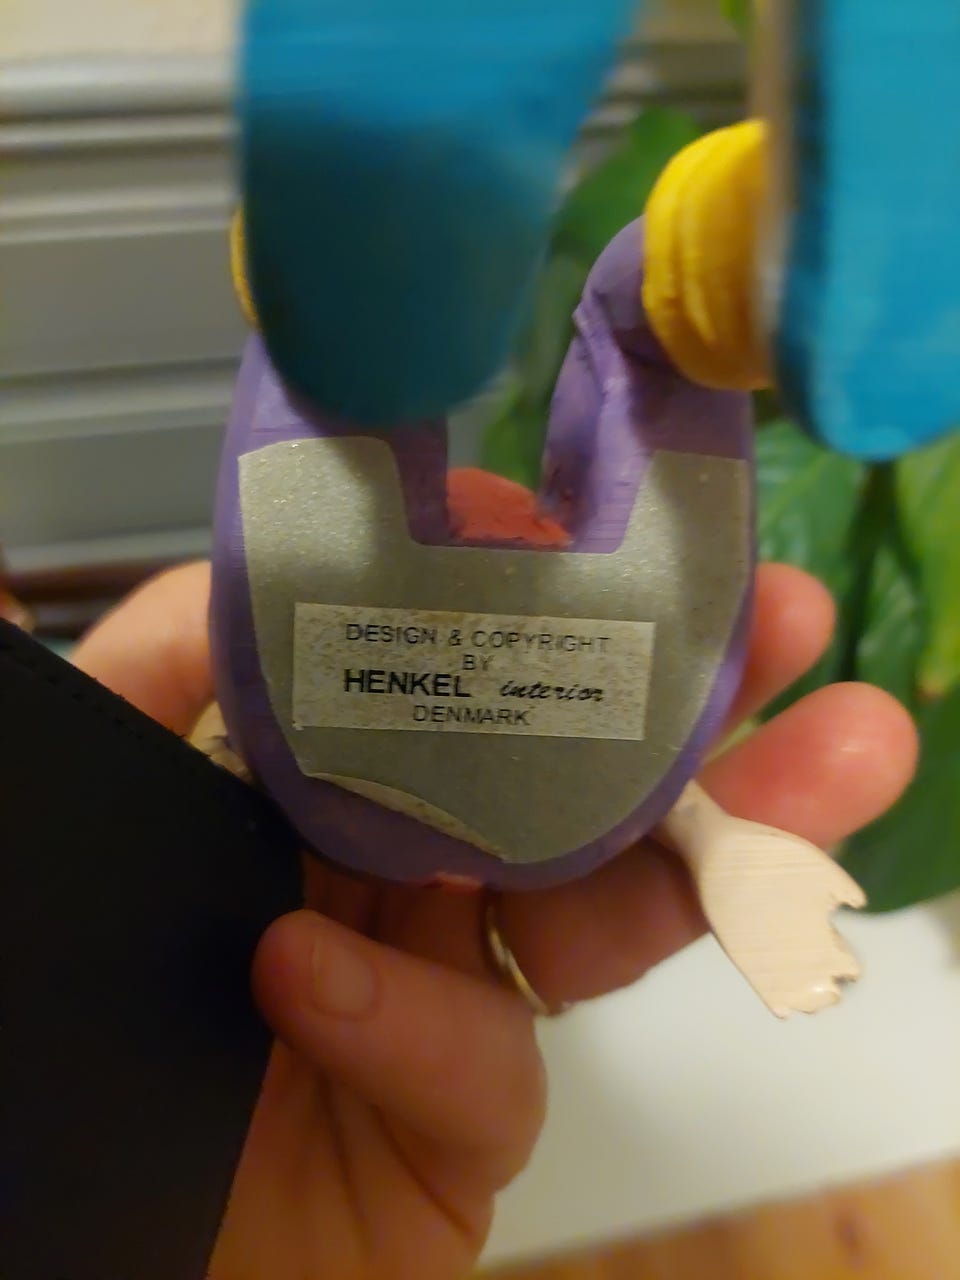 DESIGN & COPYRIGHT
BY
HENKEL interior
DENMARK